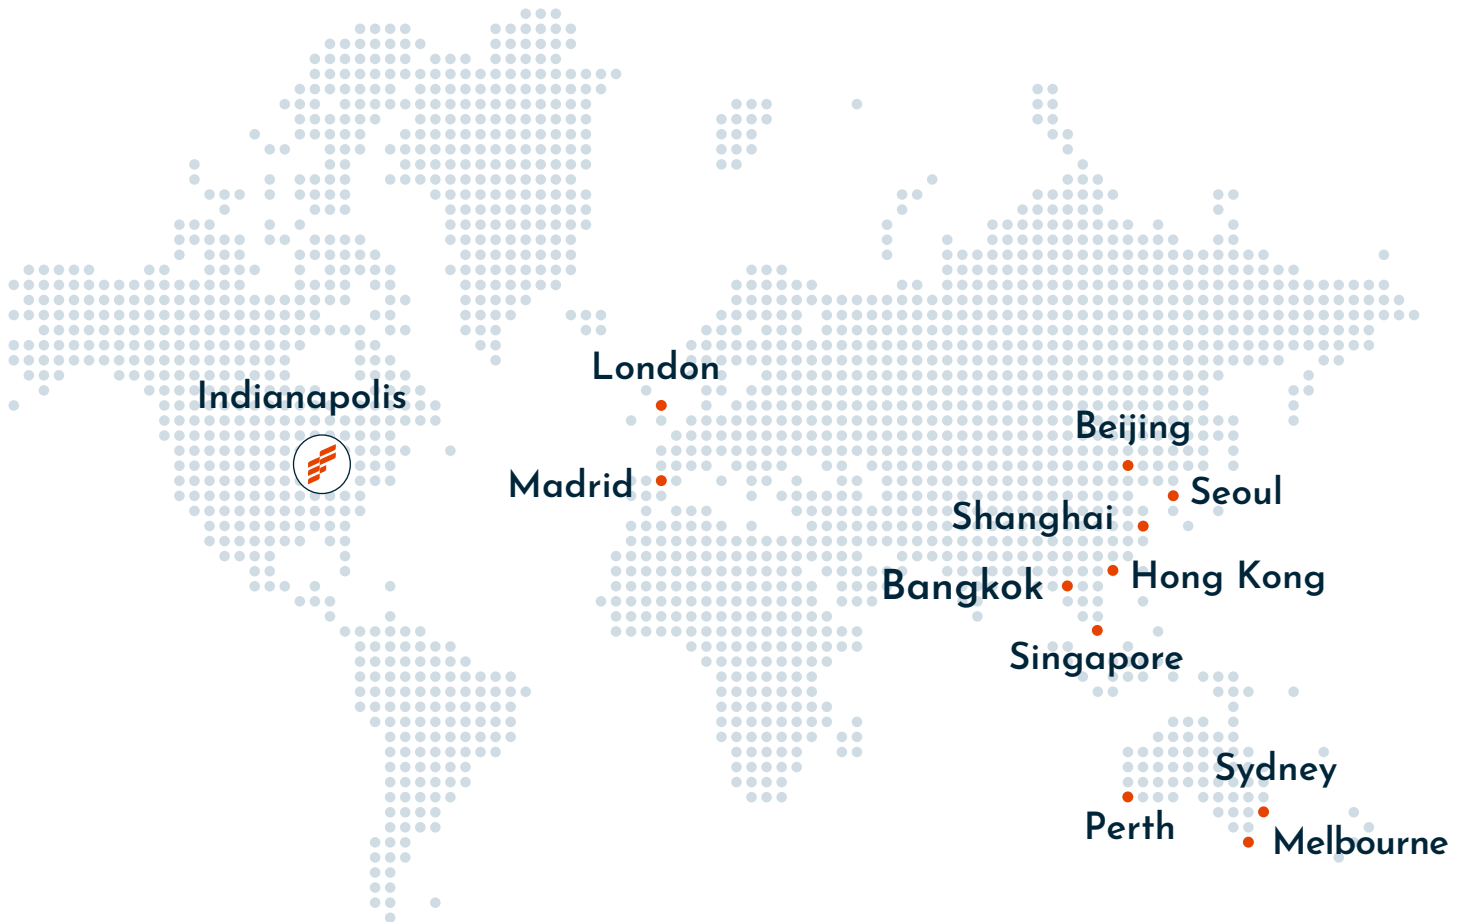 London
Indianapolis
Beijing
Madrid
Seoul
Shanghai
Hong Kong
Bangkok
Singapore
Sydney
Perth
Melbourne